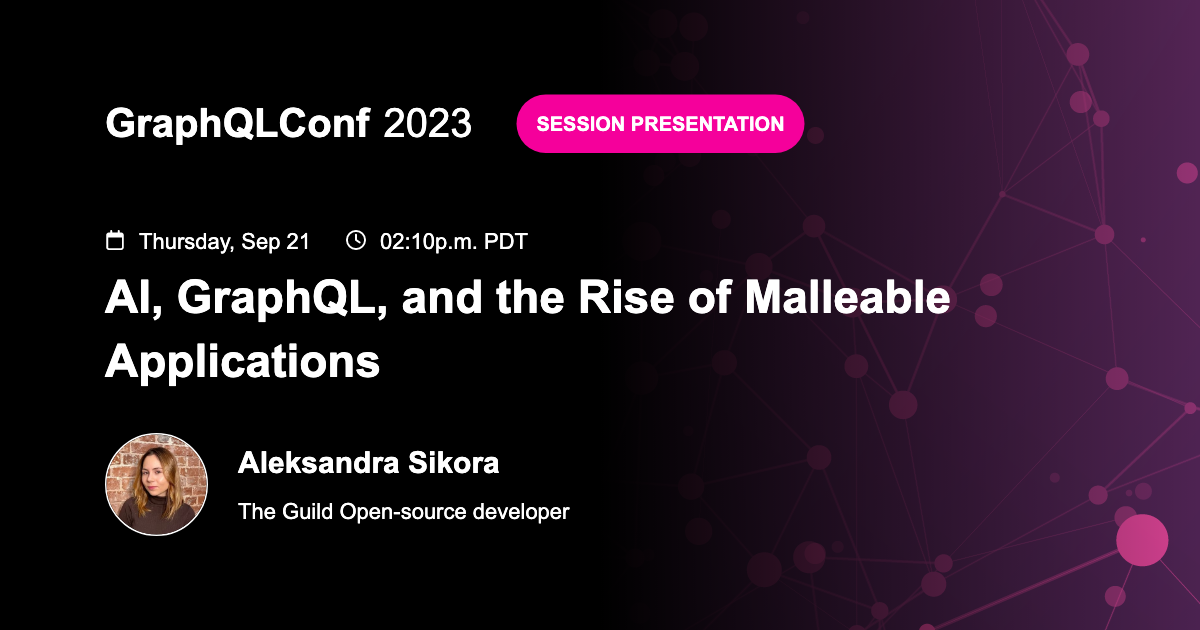 GraphQLConf 2023
SESSION PRESENTATION
Thursday, Sep 21
02:10p.m. PDT
AI, GraphQL, and the Rise of Malleable
Applications
Aleksandra Sikora
The Guild Open-source developer